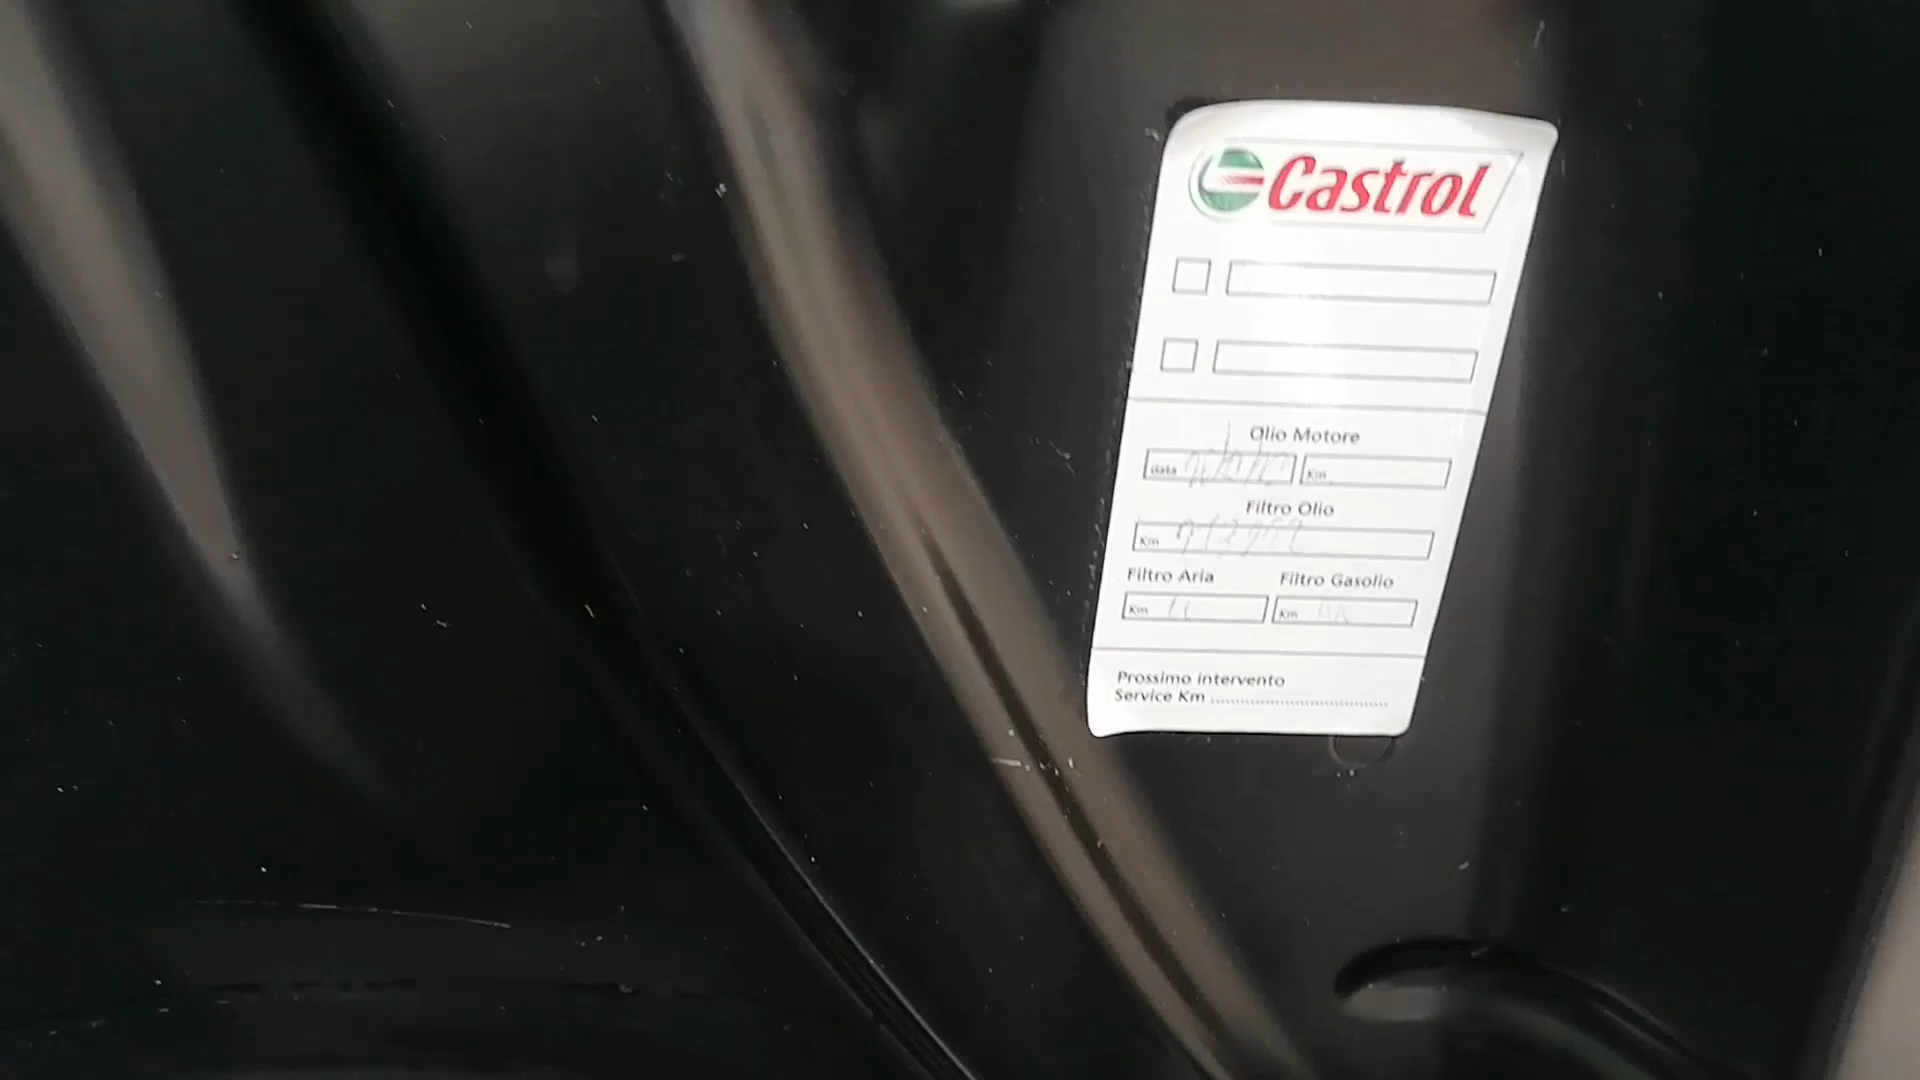 Castrol
Olio Motore
data Km
Filtro Olio
Km
Filtro Aria Filtro Gasolio
Km Km
Prossimo intervento
Service Km